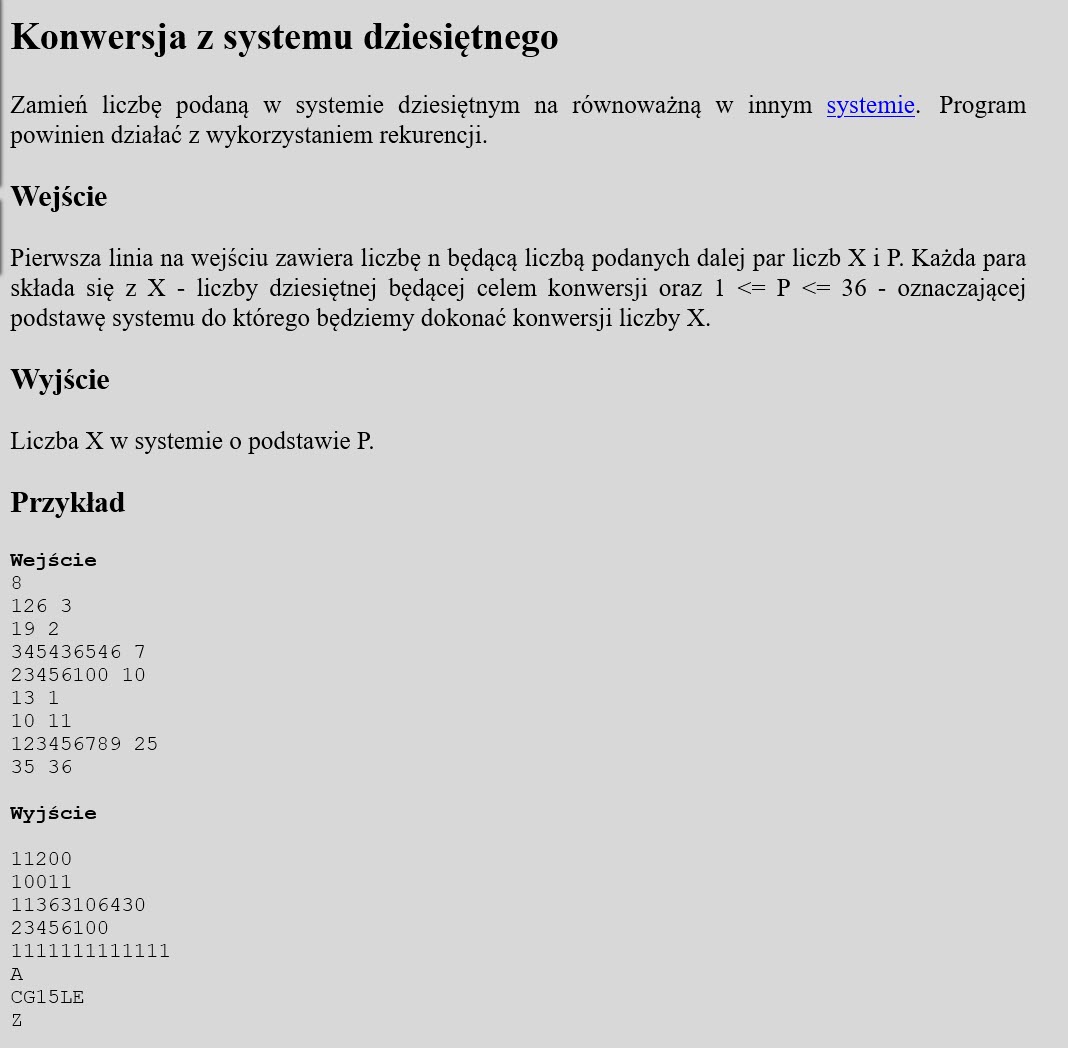 Konwersja z systemu dziesiętnego
Zamień liczbę podaną w systemie dziesiętnym na równoważną w innym systemie. Program
powinien działać z wykorzystaniem rekurencji.
Wejście
Pierwsza linia na wejściu zawiera liczbę n będącą liczbą podanych dalej par liczb X i P. Każda para
składa się z X - liczby dziesiętnej będącej celem konwersji oraz 1 <= P <= 36 - oznaczającej
podstawę systemu do którego będziemy dokonać konwersji liczby X.
Wyjście
Liczba X w systemie o podstawie P.
Przykład
Wejście
8
126 3
19 2
345436546 7
23456100 10
13 1
10 11
123456789 25
35 36
Wyjście
11200
10011
11363106430
23456100
1111111111111
A
CG15LE
Z